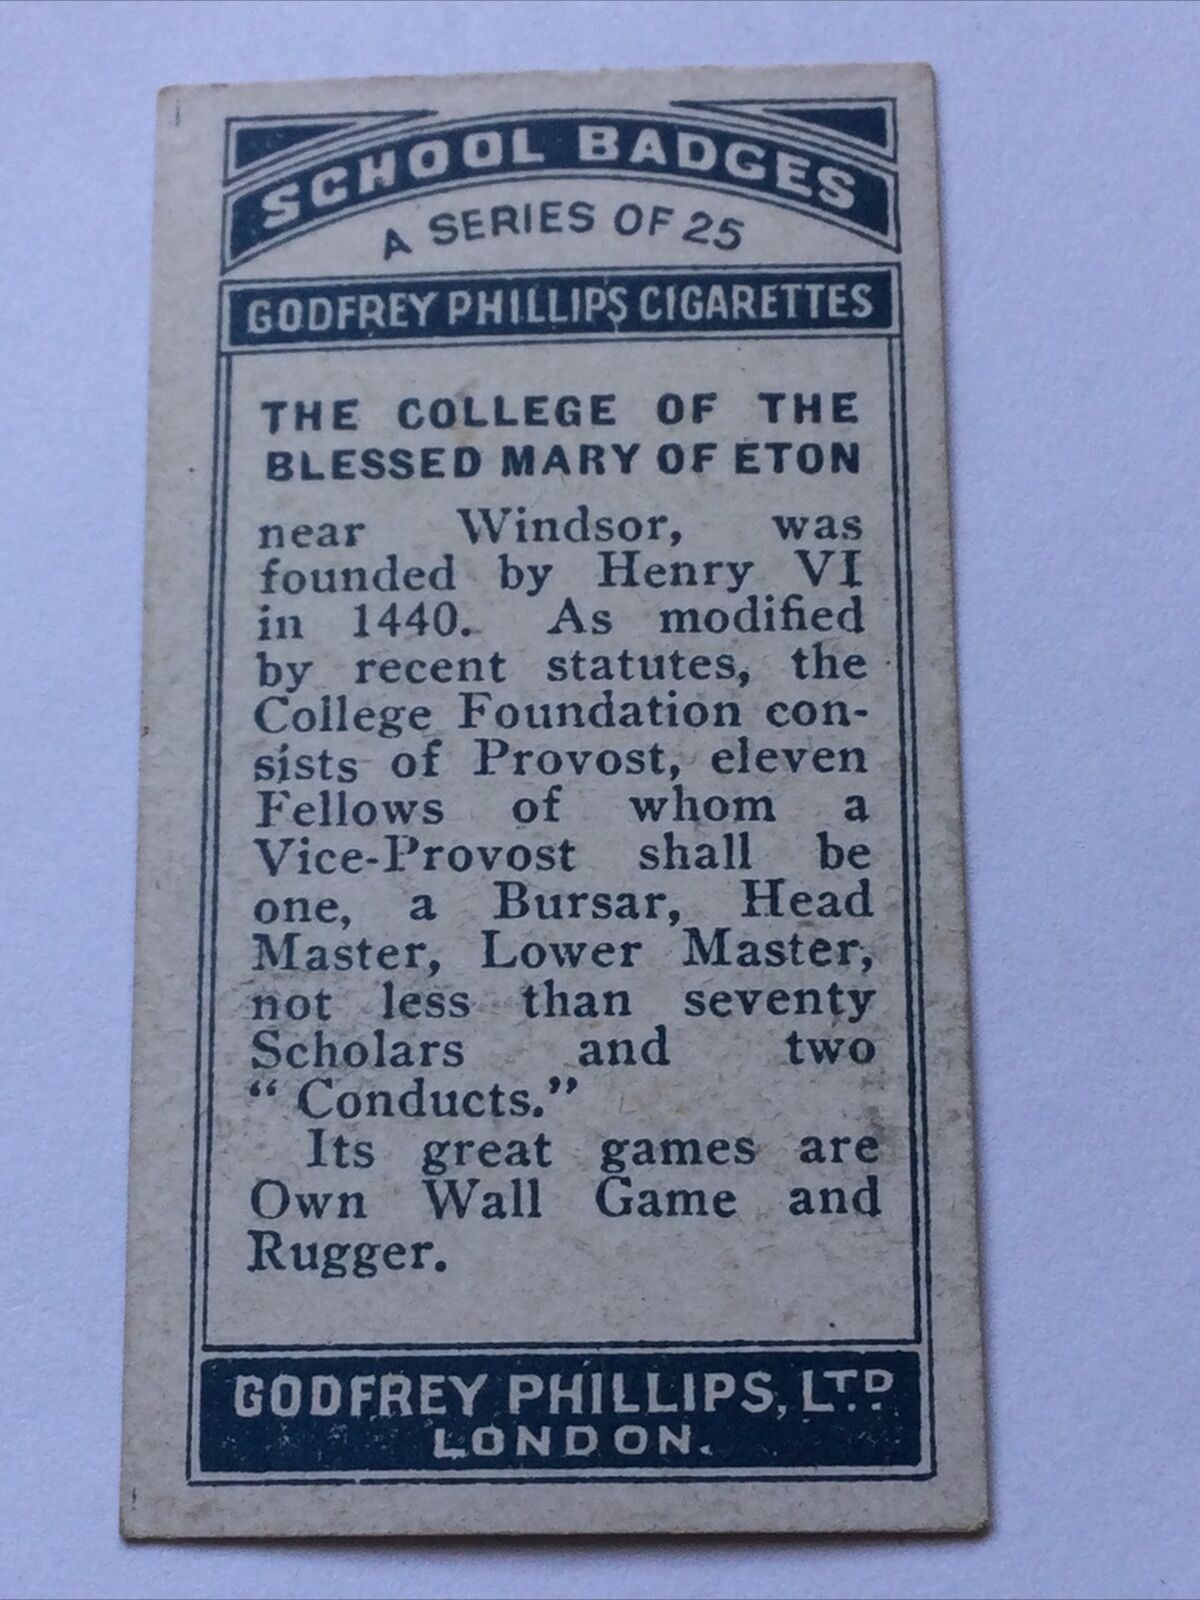 SCHOOL BADGES
A SERIES OF 25
GODFREY PHILLIPS CIGARETTES
THE COLLEGE OF THE
BLESSED MARY OF ETON
near Windsor, was
founded by Henry VI
in 1440. As modified
by recent statutes, the
College Foundation con-
sists of Provost, eleven
Fellows of whom a
Vice-Provost shall be
one, a Bursar, Head
Master, Lower Master,
not less than seventy
Scholars and two
“Conducts.”
Its great games are
Own Wall Game and
Rugger.
GODFREY PHILLIPS, LTD.
LONDON.